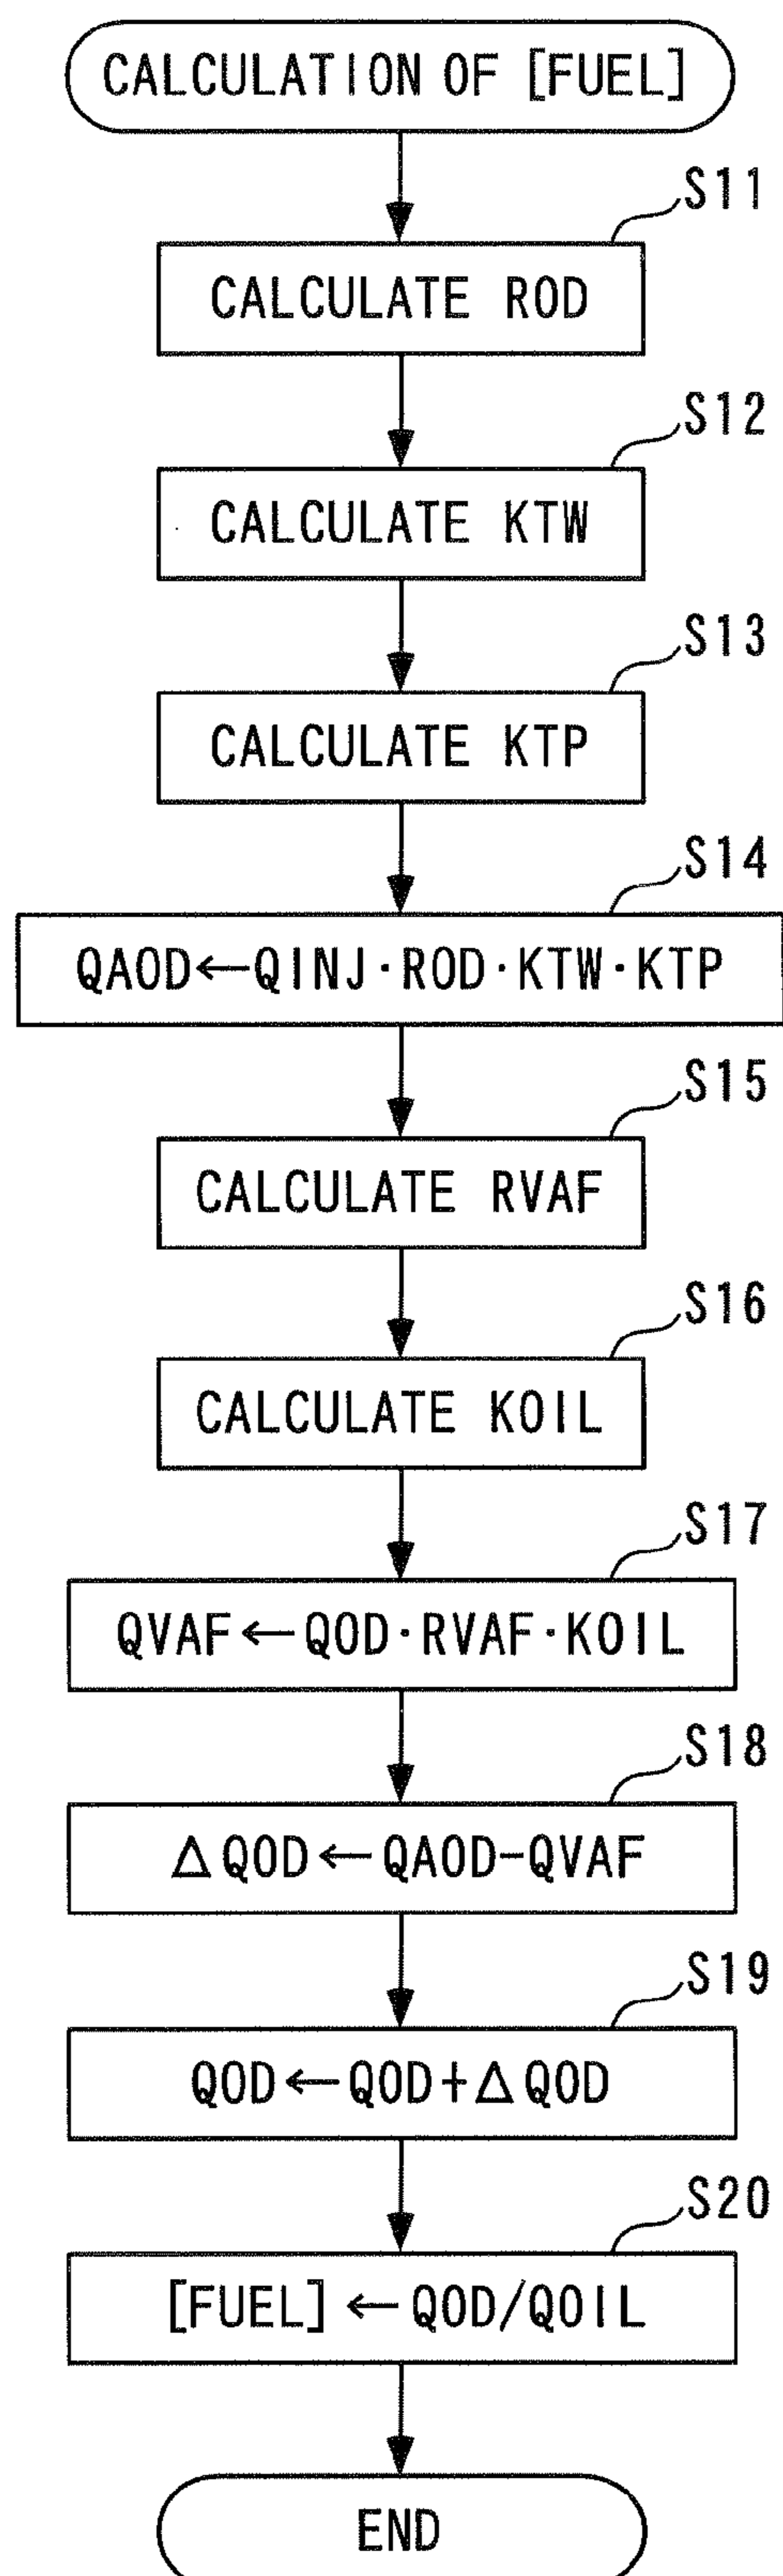 CALCULATION OF [FUEL]
S11
CALCULATE ROD
S12
CALCULATE KTW
S13
CALCULATE KTP
S14
QAOD←QINJ·ROD·KTW·KTP
S15
CALCULATE RVAF
S16
CALCULATE KOIL
S17
QVAF←QOD·RVAF·KOIL
S18
ΔQOD←QAOD-QVAF
S19
QOD←QOD+ΔQOD
S20
[FUEL]←QOD/QOIL
END